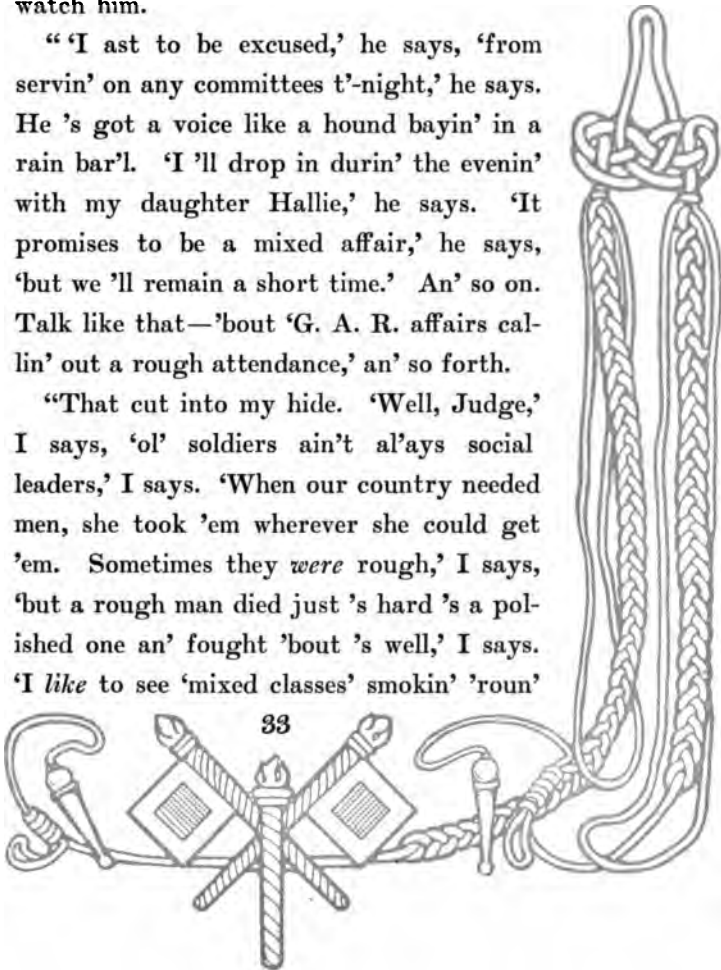 watch him.
“ ‘I ast to be excused,’ he says, ‘from
servin’ on any committees t’-night,’ he says.
He ’s got a voice like a hound bayin’ in a
rain bar’l. ‘I ’ll drop in durin’ the evenin’
with my daughter Hallie,’ he says. ‘It
promises to be a mixed affair,’ he says,
‘but we ’ll remain a short time.’ An’ so on.
Talk like that—’bout ‘G. A. R. affairs cal-
lin’ out a rough attendance,’ an’ so forth.
“That cut into my hide. ‘Well, Judge,’
I says, ‘ol’ soldiers ain’t al’ays social
leaders,’ I says. ‘When our country needed
men, she took ’em wherever she could get
’em. Sometimes they were rough,’ I says,
‘but a rough man died just ’s hard ’s a pol-
ished one an’ fought ’bout ’s well,’ I says.
‘I like to see ‘mixed classes’ smokin’ ’roun’
33